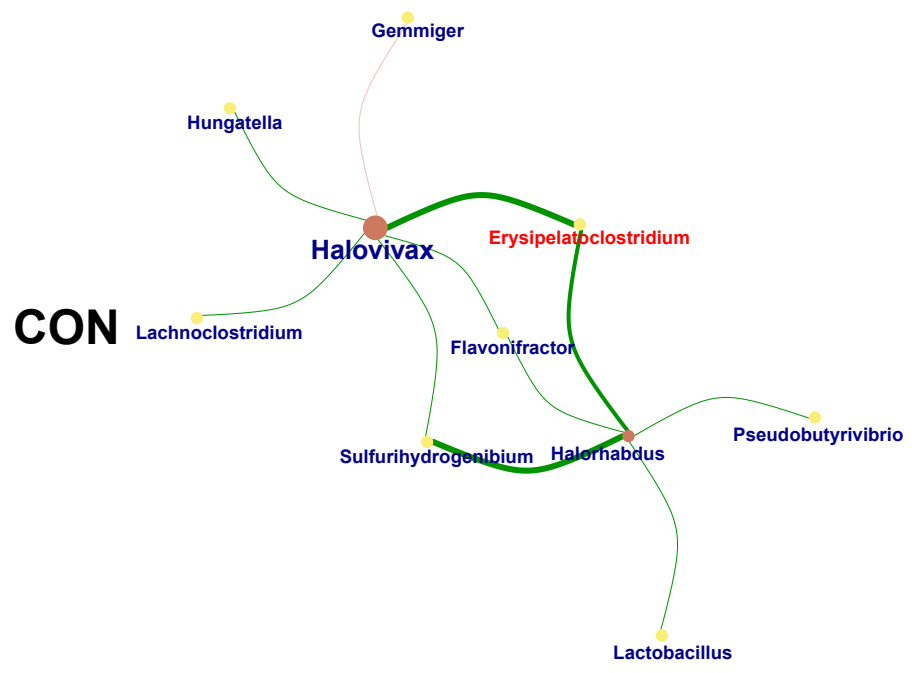 Gemmiger
Hungatella
Erysipelatoclostridium
Halovivax
CON
Lachnoclostridium
Flavonifractor
Pseudobutyrivibrio
Sulfurihydrogenibium
Halorhabdus
Lactobacillus